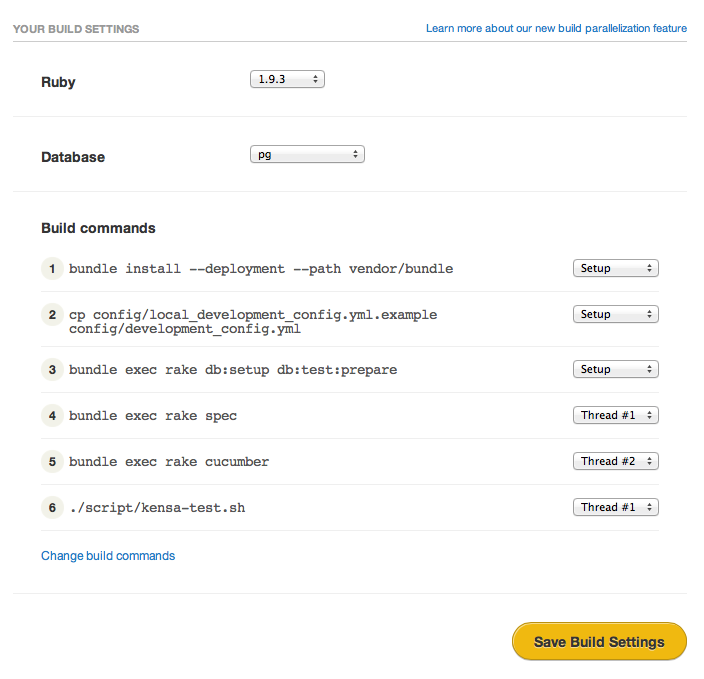 YOUR BUILD SETTINGS Learn more about our new build parallelization feature
Ruby 1.9.3
Database pg
Build commands
1 bundle install --deployment --path vendor/bundle Setup
2 cp config/local_development_config.yml.example Setup
config/development_config.yml
3 bundle exec rake db:setup db:test:prepare Setup
4 bundle exec rake spec Thread #1
5 bundle exec rake cucumber Thread #2
6 ./script/kensa-test.sh Thread #1
Change build commands
Save Build Settings